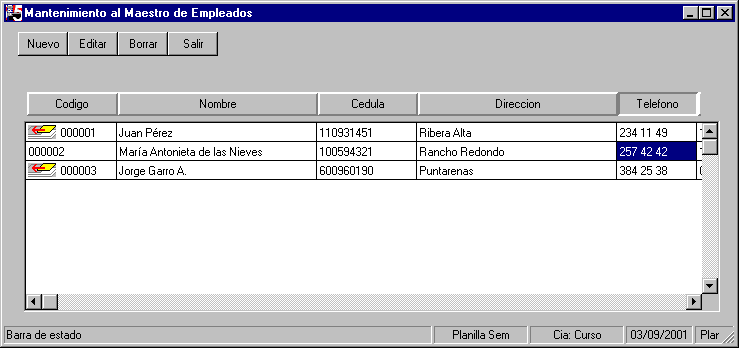 Mantenimiento al Maestro de Empleados
Nuevo Editar Borrar Salir
Codigo Nombre Cedula Direccion Telefono
000001 Juan Pérez 110931451 Ribera Alta 234 11 49
000002 María Antonieta de las Nieves 100594321 Rancho Redondo 257 42 42
000003 Jorge Garro A. 600960190 Puntarenas 384 25 38
Barra de estado Planilla Sem Cia: Curso 03/09/2001 Plar